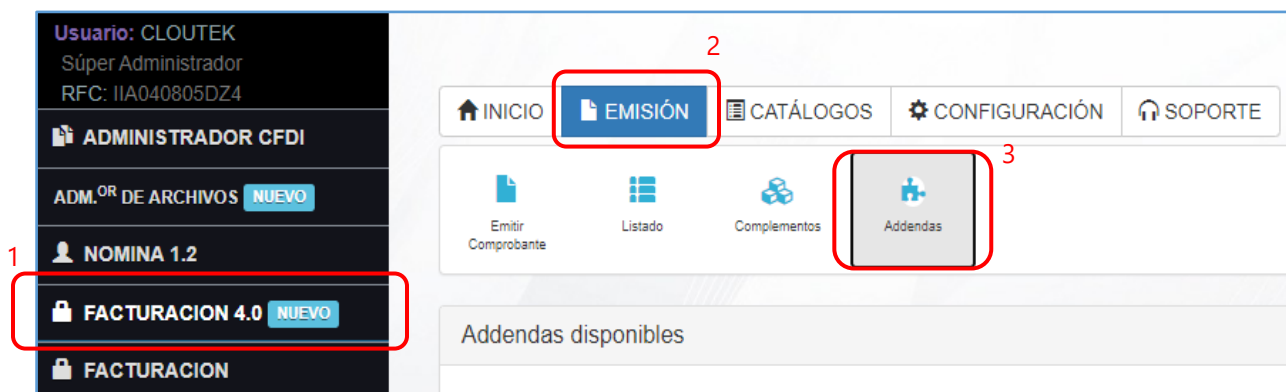 Usuario: CLOUTEK
Súper Administrador
RFC: IIA040805DZ4
ADMINISTRADOR CFDI
ADM.OR DE ARCHIVOS NUEVO
NOMINA 1.2
1
FACTURACION 4.0 NUEVO
FACTURACION
2
INICIO EMISIÓN CATÁLOGOS CONFIGURACIÓN SOPORTE
3
Emitir Comprobante
Listado
Complementos
Addendas
Addendas disponibles